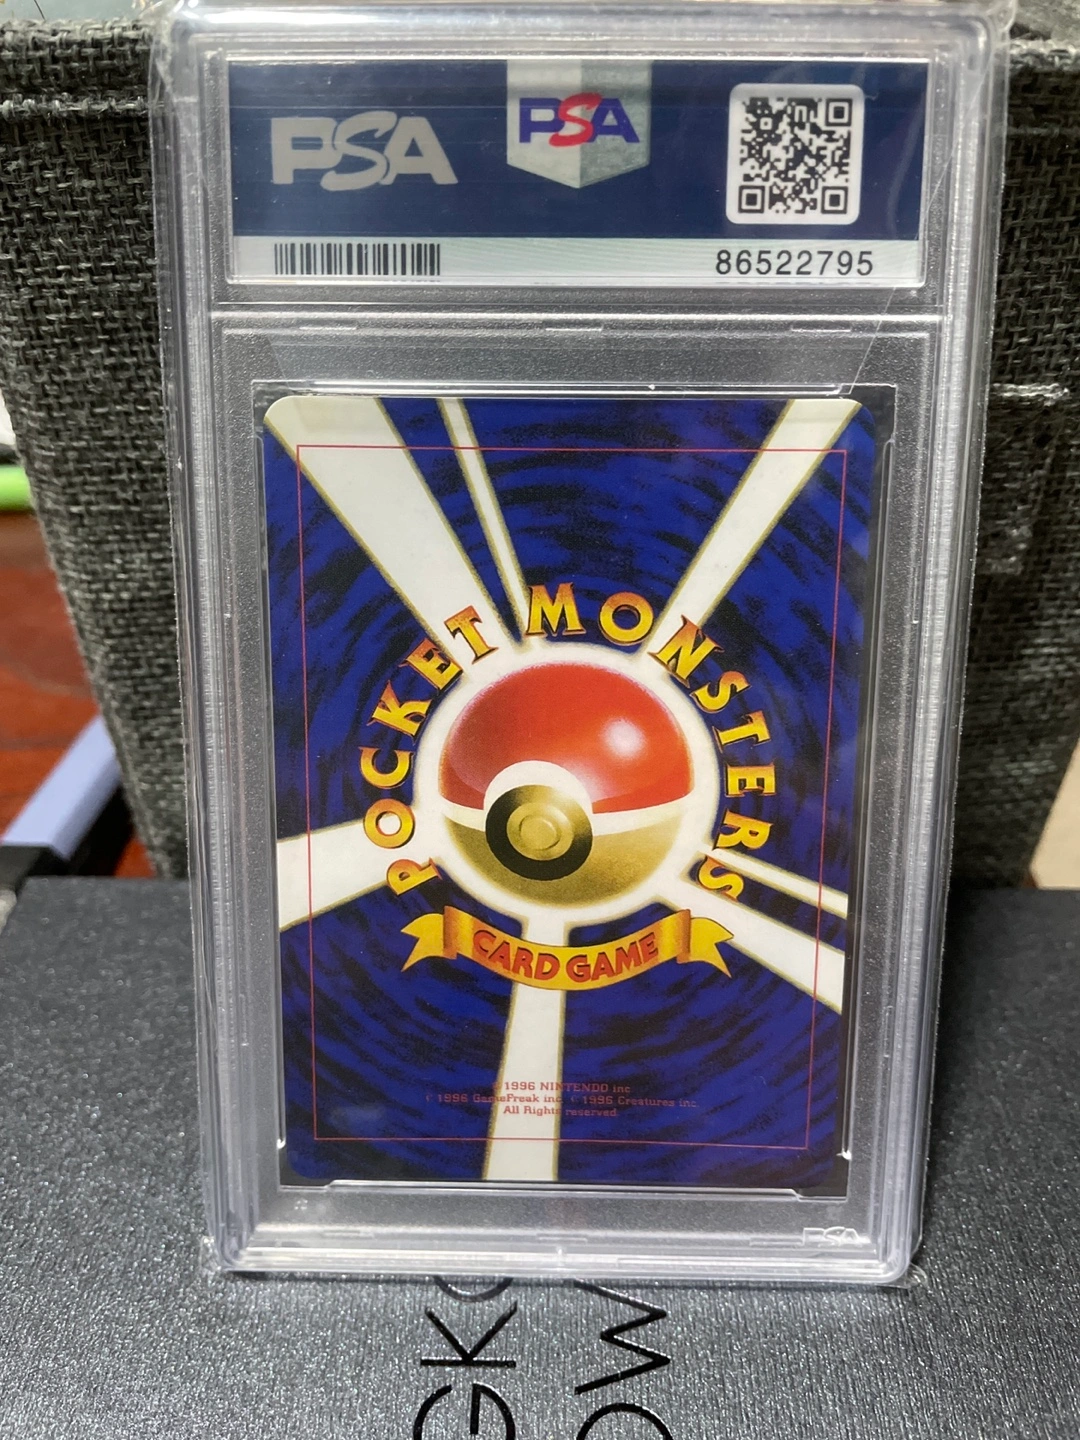 PSA
PSA
86522795
POCKET MONSTERS
CARD GAME
© 1996 NINTENDO inc
© 1996 GameFreak inc. © 1996 Creatures inc.
All Rights reserved.
PSA